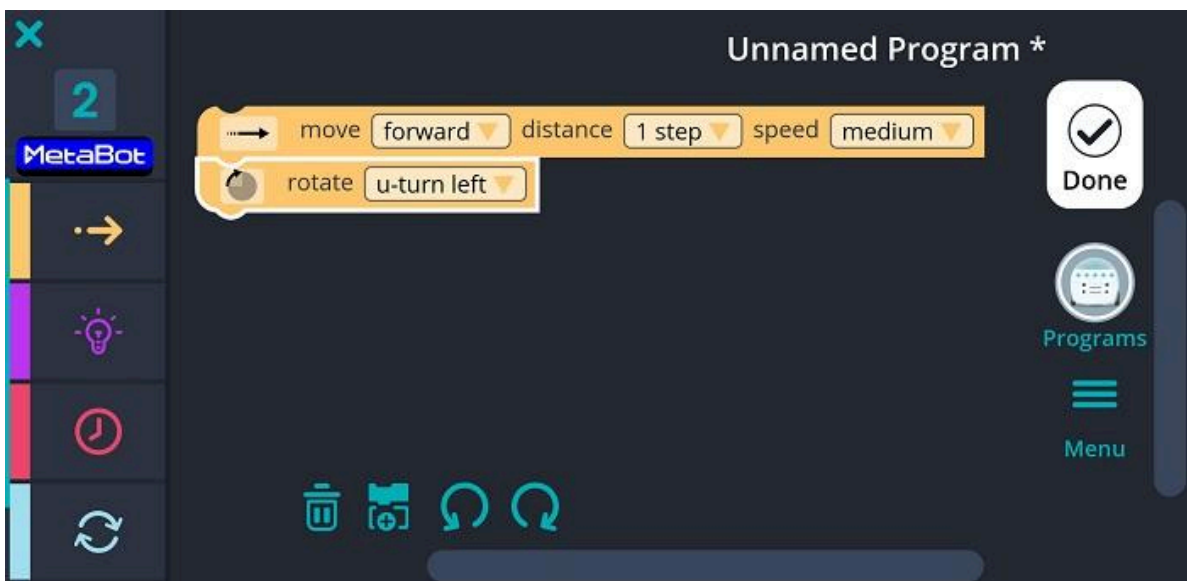 Unnamed Program *
2
MetaBot
move forward distance 1 step speed medium
rotate u-turn left
Done
Programs
Menu